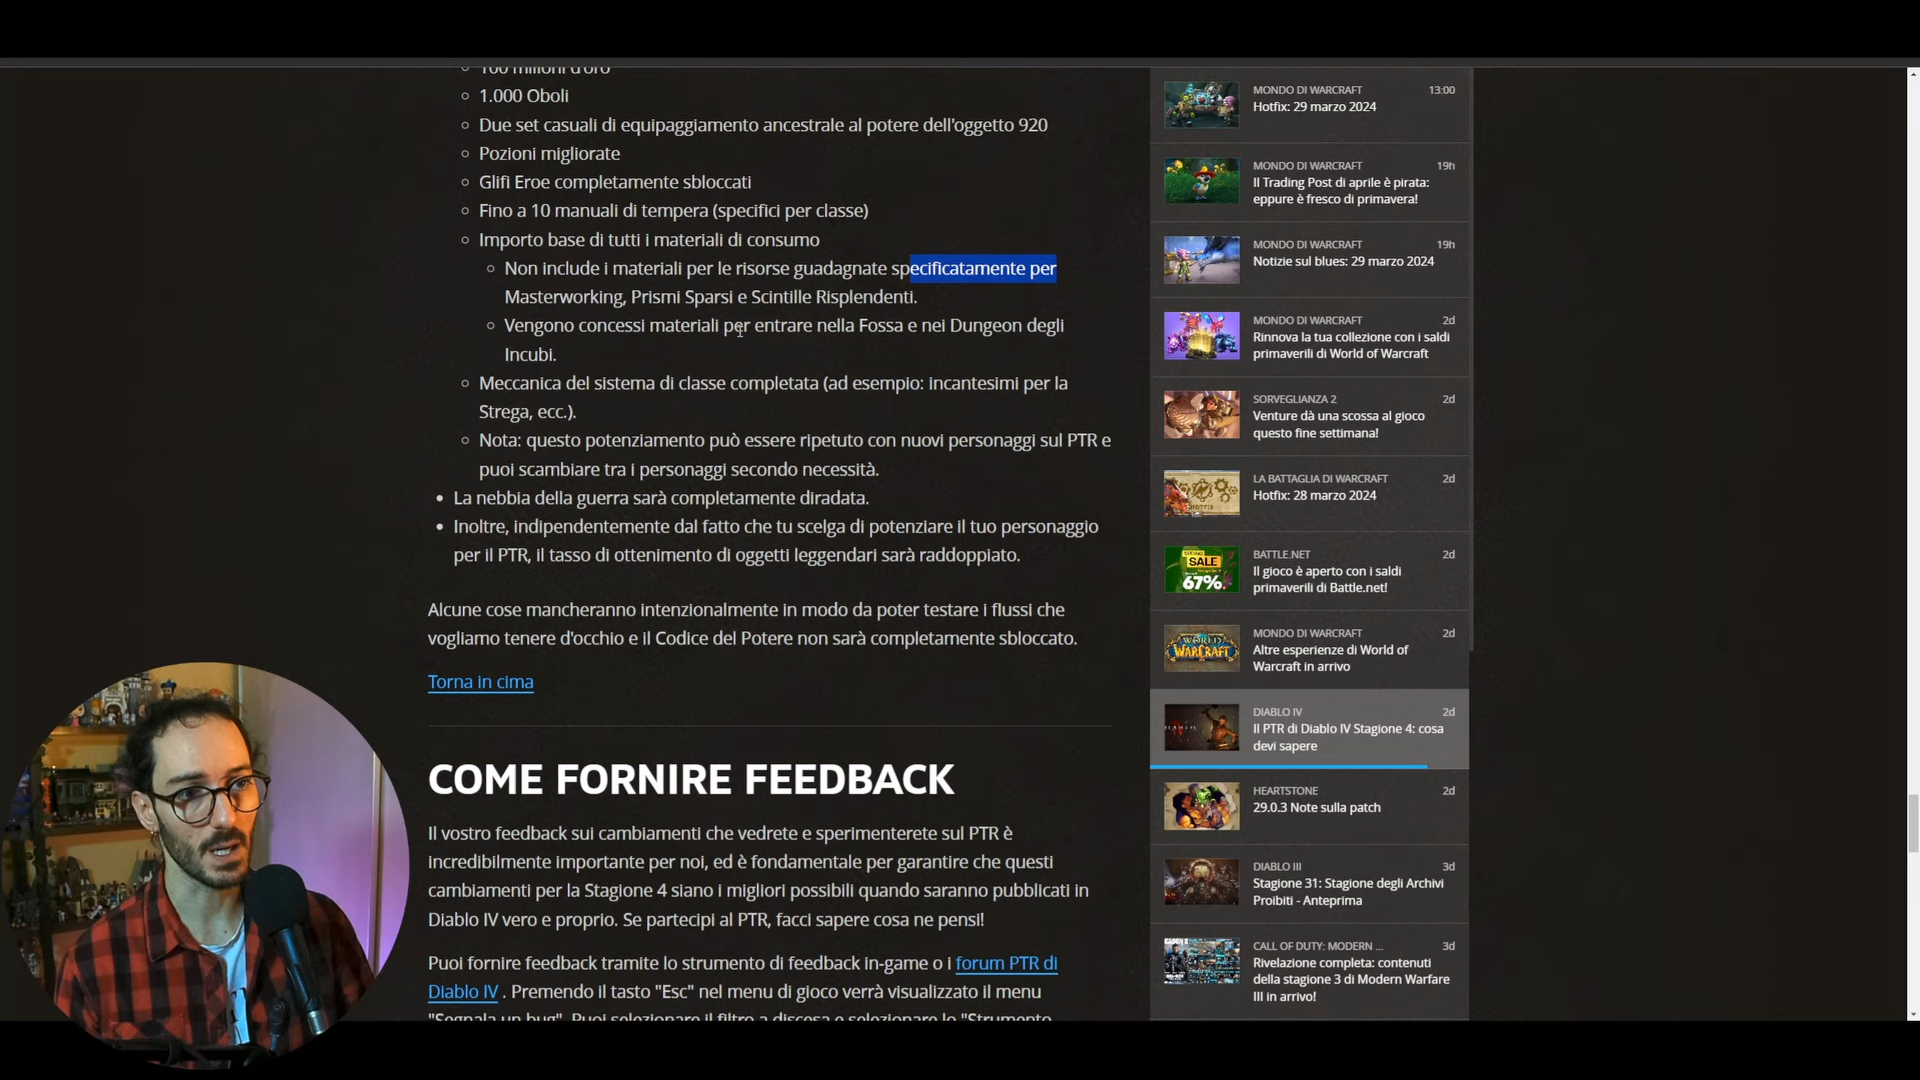 100 milioni d'oro
1.000 Oboli
Due set casuali di equipaggiamento ancestrale al potere dell'oggetto 920
Pozioni migliorate
Glifi Eroe completamente sbloccati
Fino a 10 manuali di tempera (specifici per classe)
Importo base di tutti i materiali di consumo
Non include i materiali per le risorse guadagnate specificatamente per
Masterworking, Prismi Sparsi e Scintille Risplendenti.
Vengono concessi materiali per entrare nella Fossa e nei Dungeon degli
Incubi.
Meccanica del sistema di classe completata (ad esempio: incantesimi per la
Strega, ecc.).
Nota: questo potenziamento può essere ripetuto con nuovi personaggi sul PTR e
puoi scambiare tra i personaggi secondo necessità.
La nebbia della guerra sarà completamente diradata.
Inoltre, indipendentemente dal fatto che tu scelga di potenziare il tuo personaggio
per il PTR, il tasso di ottenimento di oggetti leggendari sarà raddoppiato.
Alcune cose mancheranno intenzionalmente in modo da poter testare i flussi che
vogliamo tenere d'occhio e il Codice del Potere non sarà completamente sbloccato.
Torna in cima
COME FORNIRE FEEDBACK
Il vostro feedback sui cambiamenti che vedrete e sperimenterete sul PTR è
incredibilmente importante per noi, ed è fondamentale per garantire che questi
cambiamenti per la Stagione 4 siano i migliori possibili quando saranno pubblicati in
Diablo IV vero e proprio. Se partecipi al PTR, facci sapere cosa ne pensi!
Puoi fornire feedback tramite lo strumento di feedback in-game o i forum PTR di
Diablo IV . Premendo il tasto "Esc" nel menu di gioco verrà visualizzato il menu
"Segnala un bug". Puoi selezionare il filtro a discesa e selezionare lo "Strumento
MONDO DI WARCRAFT 13:00
Hotfix: 29 marzo 2024
MONDO DI WARCRAFT 19h
Il Trading Post di aprile è pirata:
eppure è fresco di primavera!
MONDO DI WARCRAFT 19h
Notizie sul blues: 29 marzo 2024
MONDO DI WARCRAFT 2d
Rinnova la tua collezione con i saldi
primaverili di World of Warcraft
SORVEGLIANZA 2 2d
Venture dà una scossa al gioco
questo fine settimana!
LA BATTAGLIA DI WARCRAFT 2d
HOTFIX
Hotfix: 28 marzo 2024
BATTLE.NET 2d
SALE
67%
Il gioco è aperto con i saldi
primaverili di Battle.net!
MONDO DI WARCRAFT 2d
WORLD
WARCRAFT
Altre esperienze di World of
Warcraft in arrivo
DIABLO IV 2d
Il PTR di Diablo IV Stagione 4: cosa
devi sapere
HEARTSTONE 2d
29.0.3 Note sulla patch
DIABLO III 3d
Stagione 31: Stagione degli Archivi
Proibiti - Anteprima
CALL OF DUTY: MODERN ... 3d
Rivelazione completa: contenuti
della stagione 3 di Modern Warfare
III in arrivo!